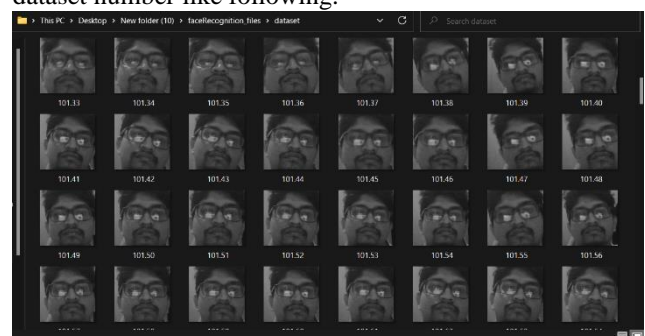 dataset number like following:
This PC › Desktop › New folder (10) › faceRecognition_files › dataset
Search dataset
101.33 101.34 101.35 101.36 101.37 101.38 101.39 101.40
101.41 101.42 101.43 101.44 101.45 101.46 101.47 101.48
101.49 101.50 101.51 101.52 101.53 101.54 101.55 101.56